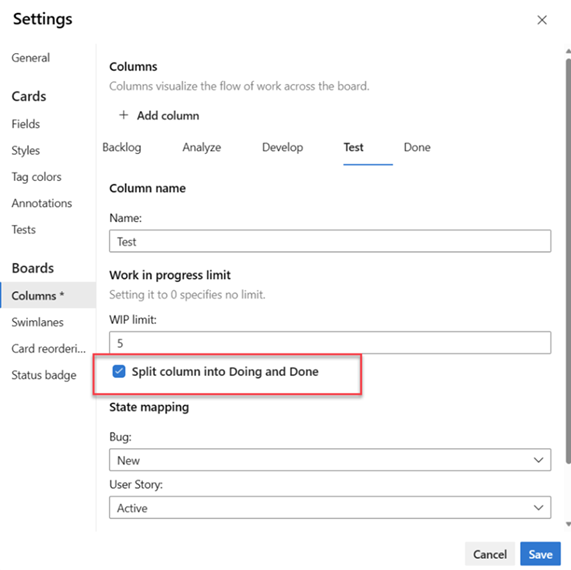 Settings
General
Cards
Fields
Styles
Tag colors
Annotations
Tests
Boards
Columns *
Swimlanes
Card reorderi...
Status badge
Columns
Columns visualize the flow of work across the board.
+ Add column
Backlog Analyze Develop Test Done
Column name
Name:
Test
Work in progress limit
Setting it to 0 specifies no limit.
WIP limit:
5
Split column into Doing and Done
State mapping
Bug:
New
User Story:
Active
Cancel Save